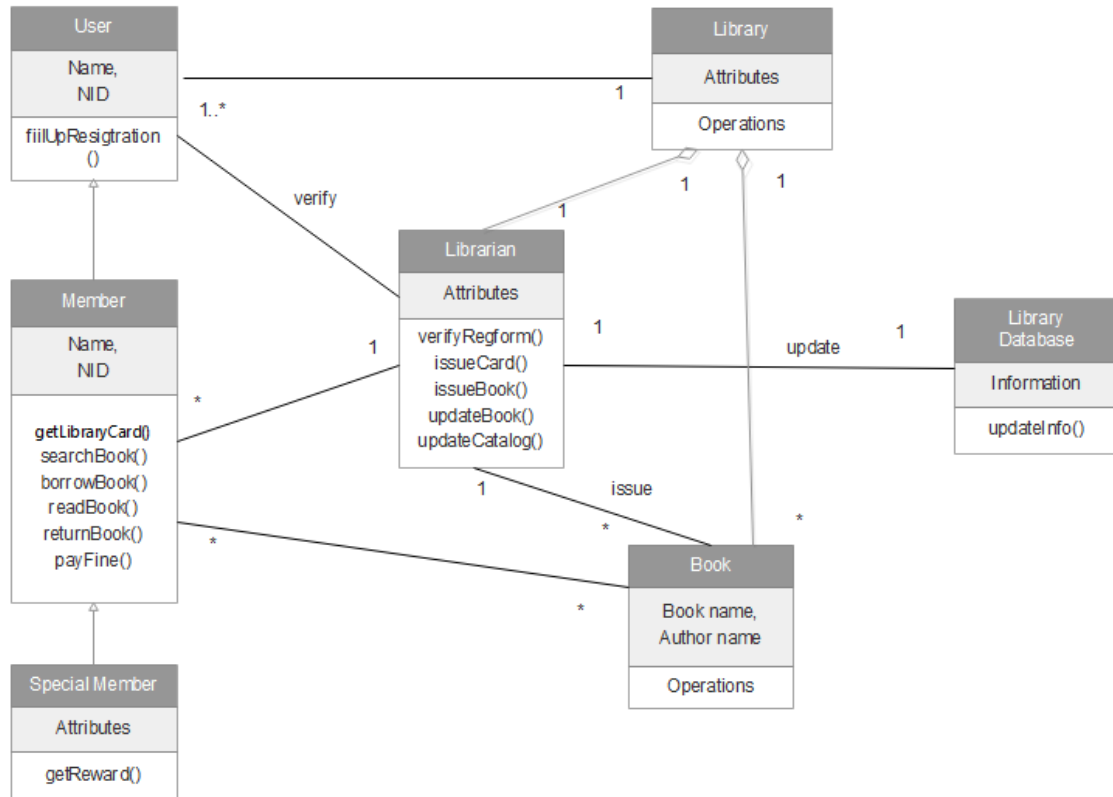 User
Name,
NID
fiilUpResigtration
()
Library
Attributes
Operations
1..*
1
verify
1
1
1
Librarian
Attributes
verifyRegform()
issueCard()
issueBook()
updateBook()
updateCatalog()
Member
Name,
NID
getLibraryCard()
searchBook()
borrowBook()
readBook()
returnBook()
payFine()
1
*
1
update
1
Library
Database
Information
updateInfo()
1
issue
*
*
*
*
Book
Book name,
Author name
Operations
Special Member
Attributes
getReward()